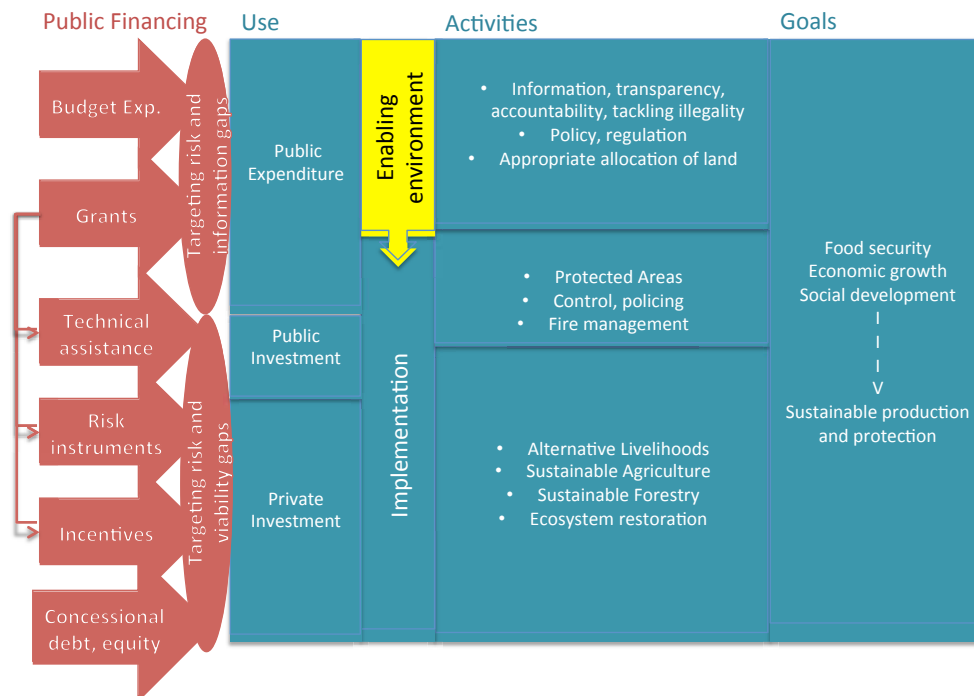 Public Financing
Use
Activities
Goals
Budget Exp.
Grants
Technical
assistance
Risk
instruments
Incentives
Concessional
debt, equity
Targeting risk and
information gaps
Targeting risk and
viability gaps
Public
Expenditure
Public
Investment
Private
Investment
Enabling
environment
Implementation
• Information, transparency,
accountability, tackling illegality
• Policy, regulation
• Appropriate allocation of land
• Protected Areas
• Control, policing
• Fire management
• Alternative Livelihoods
• Sustainable Agriculture
• Sustainable Forestry
• Ecosystem restoration
Food security
Economic growth
Social development
I
I
I
I
V
Sustainable production
and protection